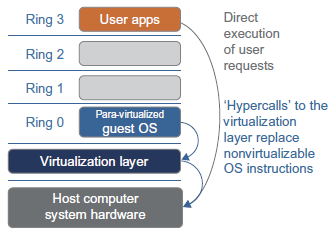 Ring 3
User apps
Direct
execution
of user
requests
Ring 2
Ring 1
Ring 0
Para-virtualized
guest OS
'Hypercalls' to the
virtualization
layer replace
nonvirtualizable
OS instructions
Virtualization layer
Host computer
system hardware